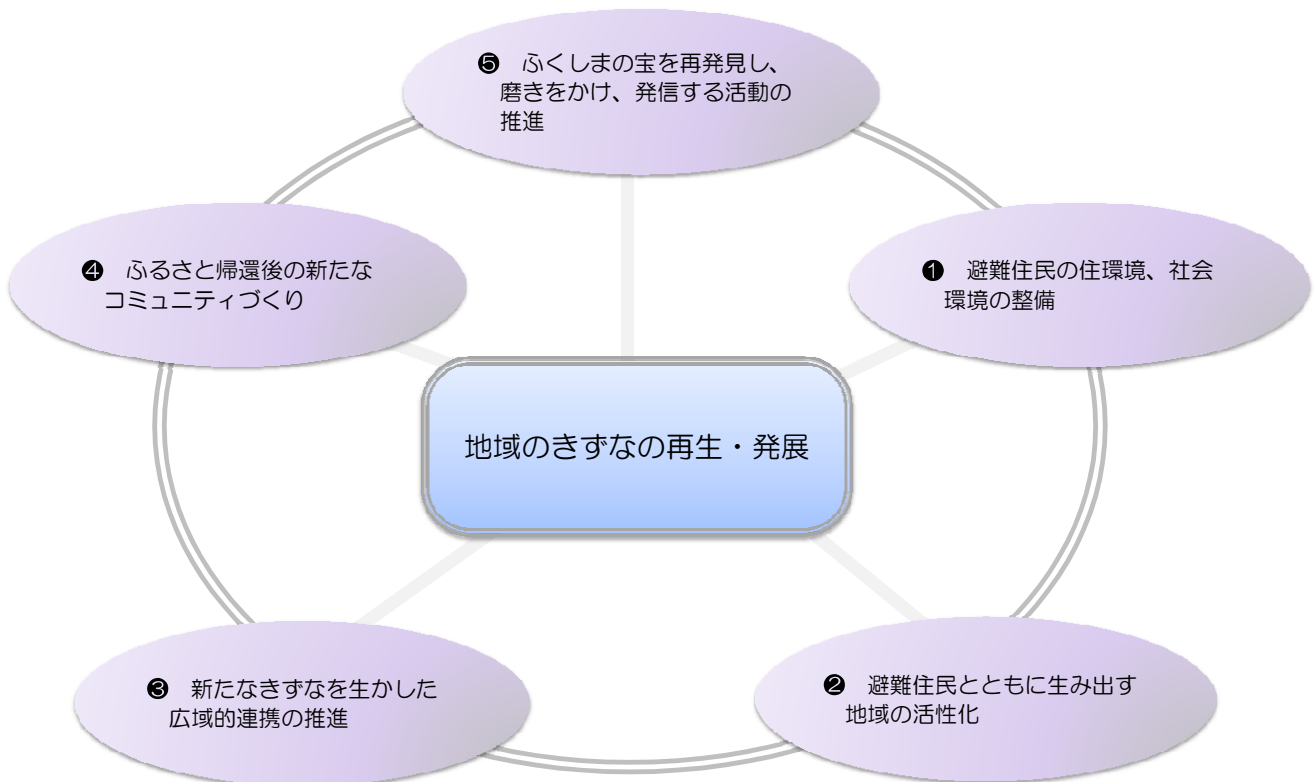 ❺ ふくしまの宝を再発見し、
磨きをかけ、発信する活動の
推進
❹ ふるさと帰還後の新たな
コミュニティづくり
❶ 避難住民の住環境、社会
環境の整備
地域のきずなの再生・発展
❸ 新たなきずなを生かした
広域的連携の推進
❷ 避難住民とともに生み出す
地域の活性化